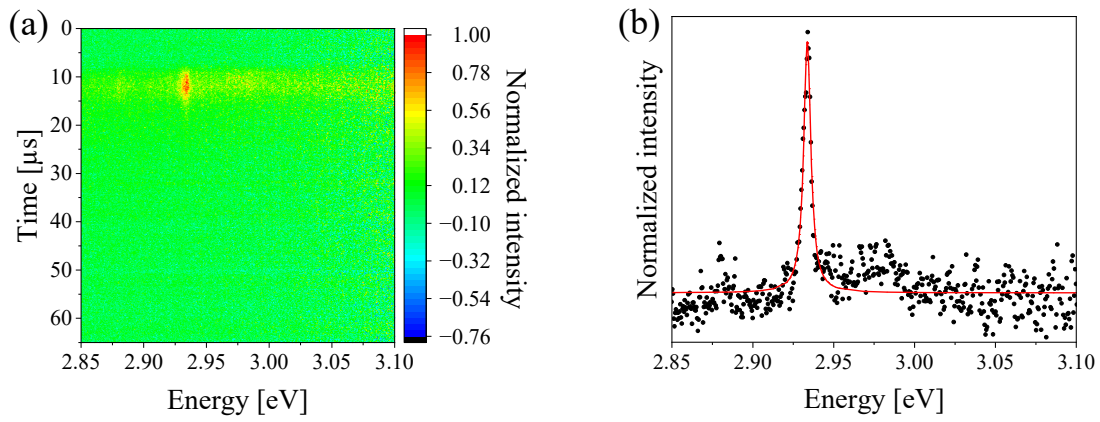 (a)
0
10
20
30
40
50
60
Time [μs]
2.85 2.90 2.95 3.00 3.05 3.10
Energy [eV]
1.00
0.78
0.56
0.34
0.12
−0.10
−0.32
−0.54
−0.76
Normalized intensity
(b)
Normalized intensity
2.85 2.90 2.95 3.00 3.05 3.10
Energy [eV]